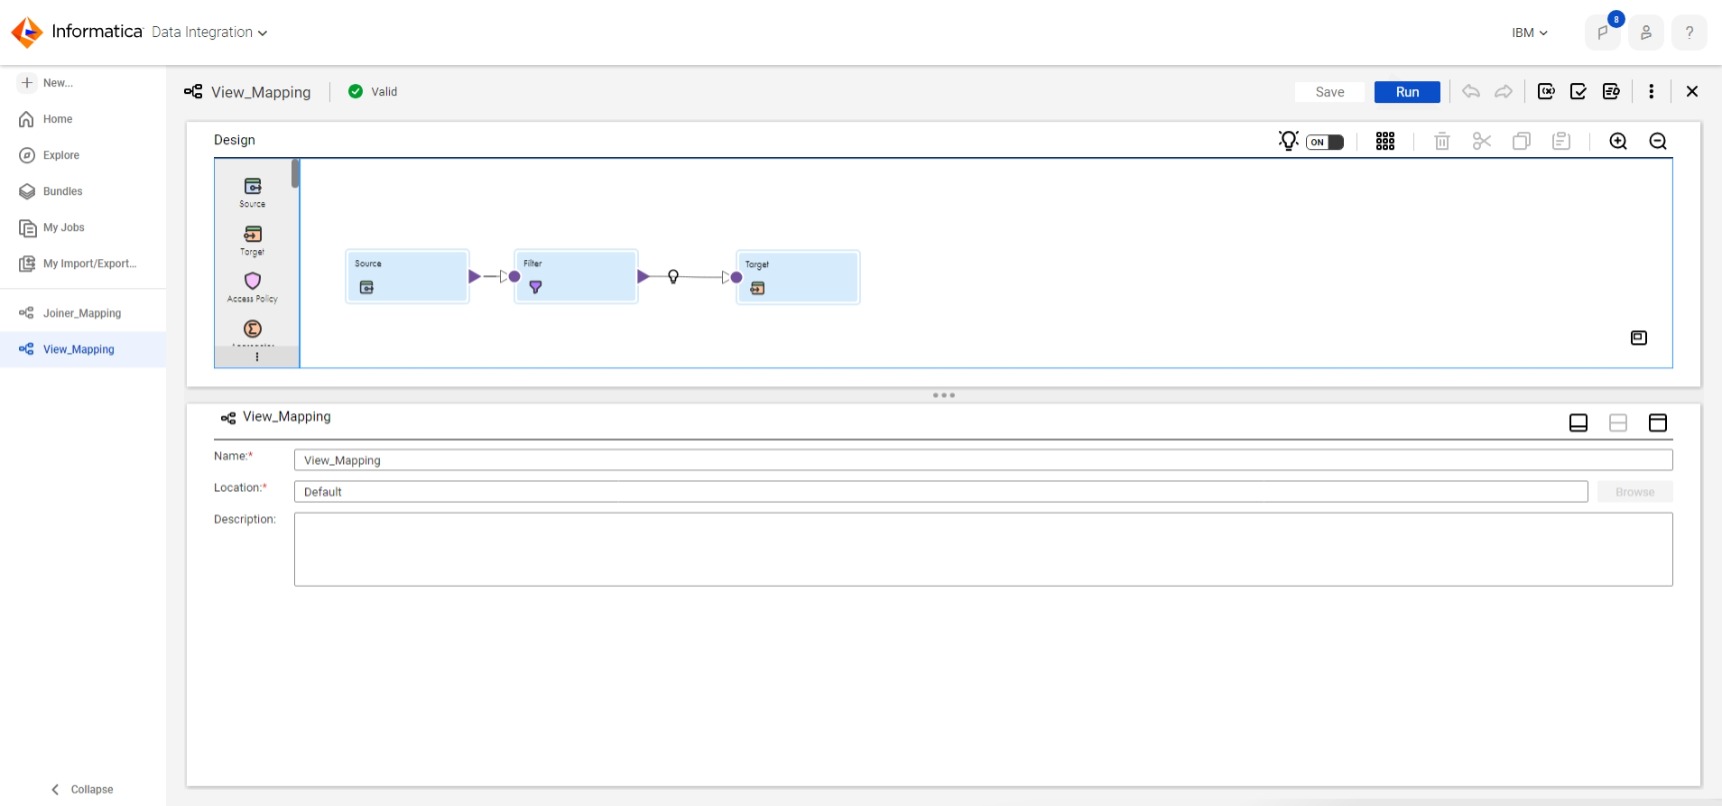 Informatica Data Integration
IBM
8
?
New...
Home
Explore
Bundles
My Jobs
My Import/Export...
Joiner_Mapping
View_Mapping
Collapse
View_Mapping
Valid
Save
Run
Design
ON
Source
Target
Access Policy
Source
Filter
Target
View_Mapping
Name:*
View_Mapping
Location:*
Default
Browse
Description: